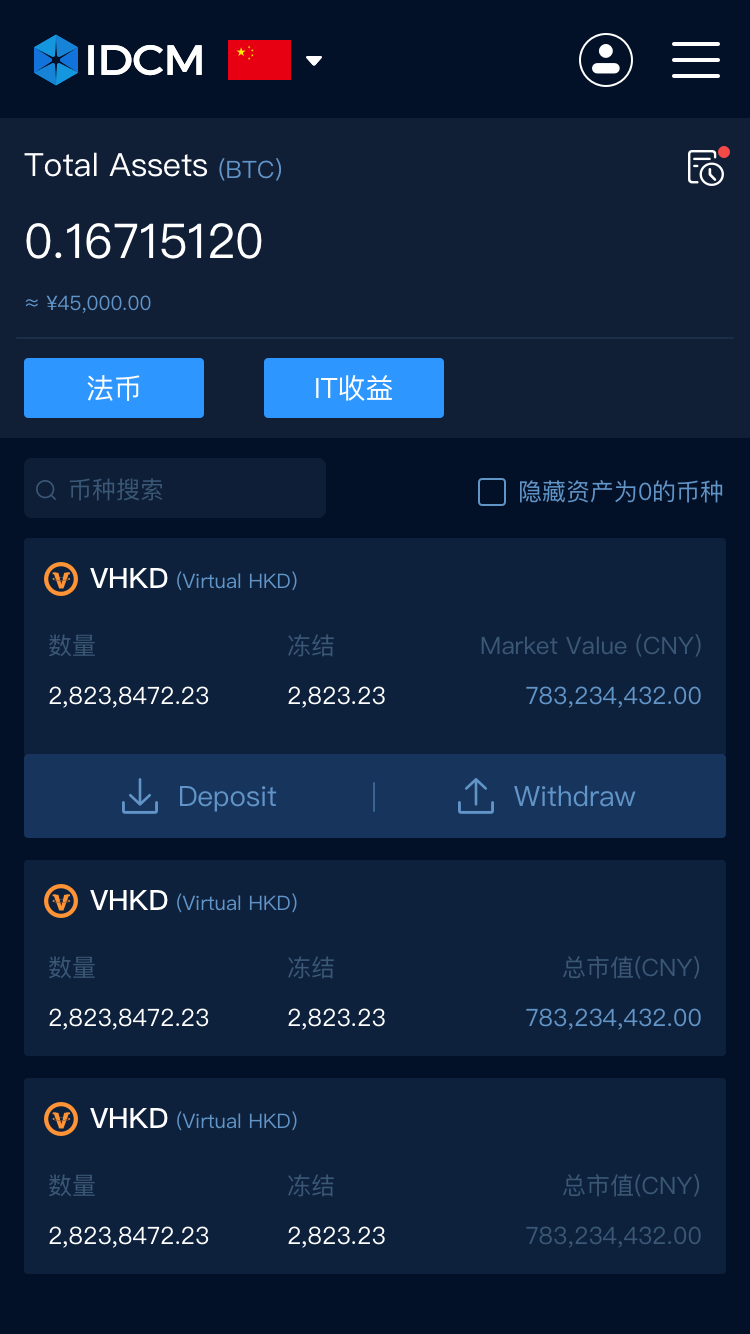 IDCM
Total Assets (BTC)
0.16715120
≈ ¥45,000.00
法币 IT收益
币种搜索 隐藏资产为0的币种
VHKD (Virtual HKD)
数量 冻结 Market Value (CNY)
2,823,8472.23 2,823.23 783,234,432.00
Deposit | Withdraw
VHKD (Virtual HKD)
数量 冻结 总市值(CNY)
2,823,8472.23 2,823.23 783,234,432.00
VHKD (Virtual HKD)
数量 冻结 总市值(CNY)
2,823,8472.23 2,823.23 783,234,432.00